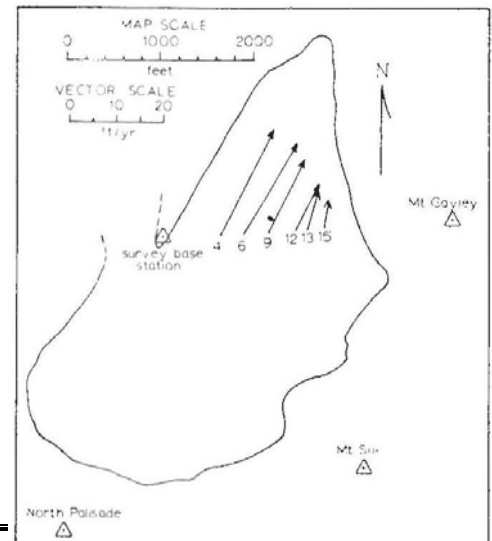 MAP SCALE
0 1000 2000
feet
VECTOR SCALE
0 10 20
ft/yr
N
Mt Gayley
survey base
station
4 6 9 12 13 15
Mt Sill
North Palisade